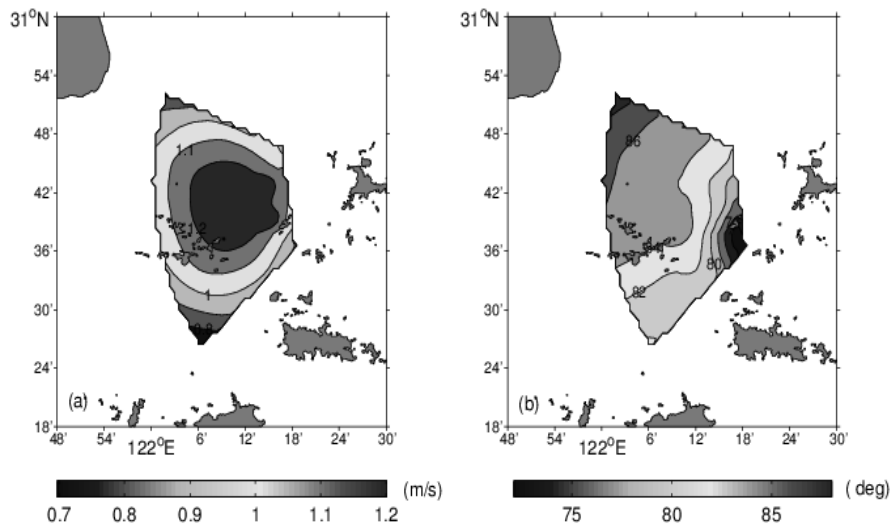 31°N
54'
48'
42'
36'
30'
24'
18'
48' 54' 122°E 6' 12' 18' 24' 30'
1.1
1.2
1
0.8
(a)
0.7 0.8 0.9 1 1.1 1.2 (m/s)
31°N
54'
48'
42'
36'
30'
24'
18'
48' 54' 122°E 6' 12' 18' 24' 30'
86
80
82
(b)
75 80 85 (deg)